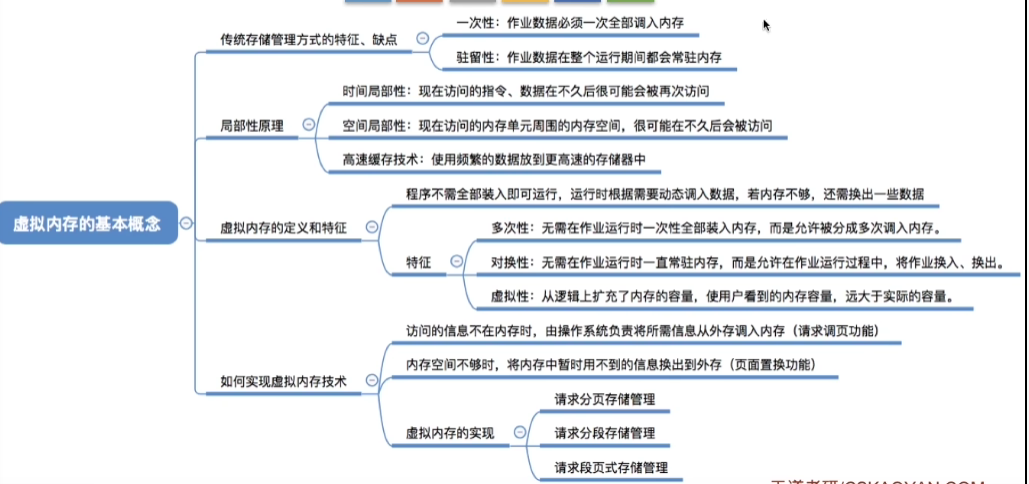 虚拟内存的基本概念
传统存储管理方式的特征、缺点
一次性：作业数据必须一次全部调入内存
驻留性：作业数据在整个运行期间都会常驻内存
局部性原理
时间局部性：现在访问的指令、数据在不久后很可能会被再次访问
空间局部性：现在访问的内存单元周围的内存空间，很可能在不久后会被访问
高速缓存技术：使用频繁的数据放到更高速的存储器中
虚拟内存的定义和特征
程序不需全部装入即可运行，运行时根据需要动态调入数据，若内存不够，还需换出一些数据
特征
多次性：无需在作业运行时一次性全部装入内存，而是允许被分成多次调入内存。
对换性：无需在作业运行时一直常驻内存，而是允许在作业运行过程中，将作业换入、换出。
虚拟性：从逻辑上扩充了内存的容量，使用户看到的内存容量，远大于实际的容量。
如何实现虚拟内存技术
访问的信息不在内存时，由操作系统负责将所需信息从外存调入内存（请求调页功能）
内存空间不够时，将内存中暂时用不到的信息换出到外存（页面置换功能）
虚拟内存的实现
请求分页存储管理
请求分段存储管理
请求段页式存储管理